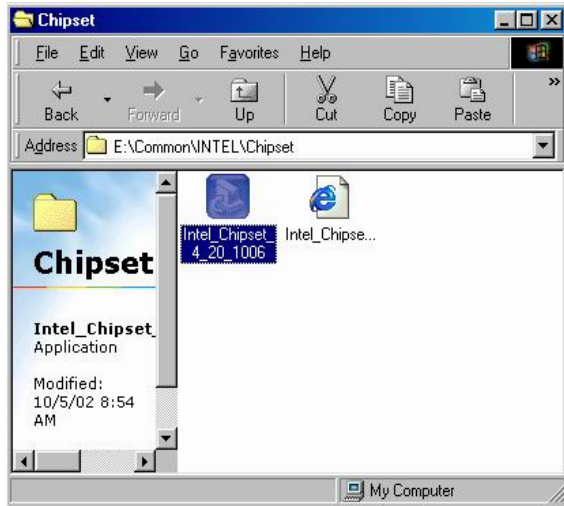 Chipset
File Edit View Go Favorites Help
Back Forward Up Cut Copy Paste »
Address E:\Common\INTEL\Chipset
Chipset
Intel_Chipset_
Application
Modified:
10/5/02 8:54
AM
Intel_Chipset_
4_20_1006
Intel_Chipse...
My Computer